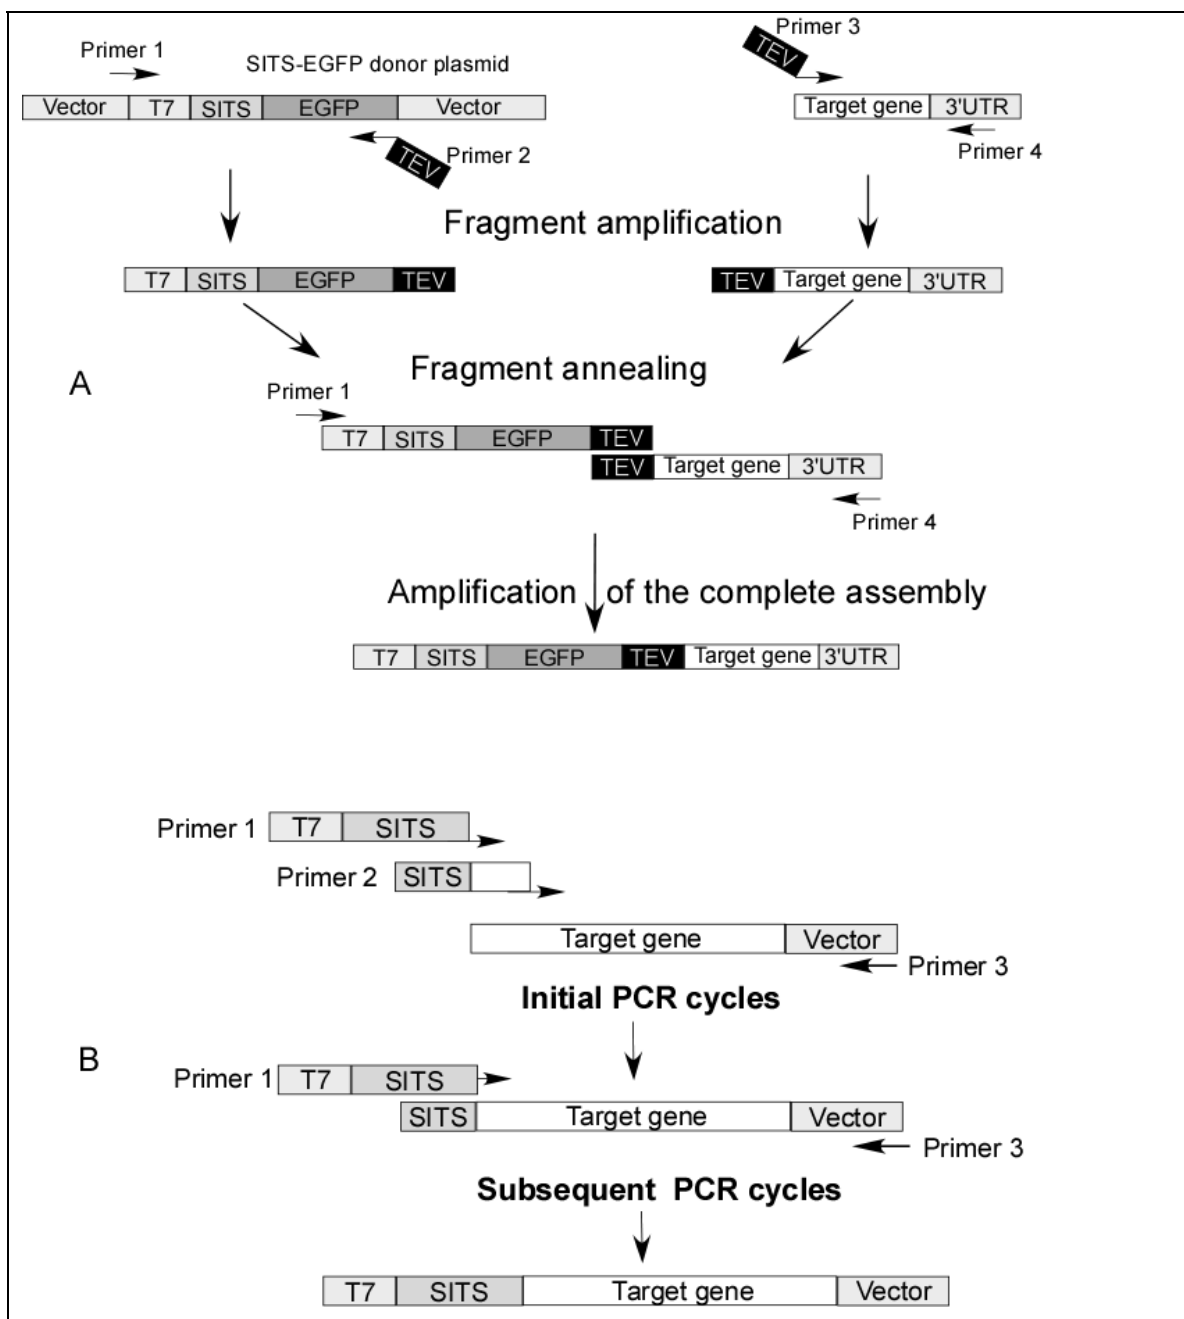 Primer 1
SITS-EGFP donor plasmid
Vector T7 SITS EGFP Vector
TEV Primer 2
Primer 3
TEV
Target gene 3'UTR
Primer 4
Fragment amplification
T7 SITS EGFP TEV
TEV Target gene 3'UTR
Fragment annealing
A
Primer 1
T7 SITS EGFP TEV
TEV Target gene 3'UTR
Primer 4
Amplification of the complete assembly
T7 SITS EGFP TEV Target gene 3'UTR
Primer 1 T7 SITS
Primer 2 SITS
Target gene Vector
Primer 3
Initial PCR cycles
B
Primer 1 T7 SITS
SITS Target gene Vector
Primer 3
Subsequent PCR cycles
T7 SITS Target gene Vector